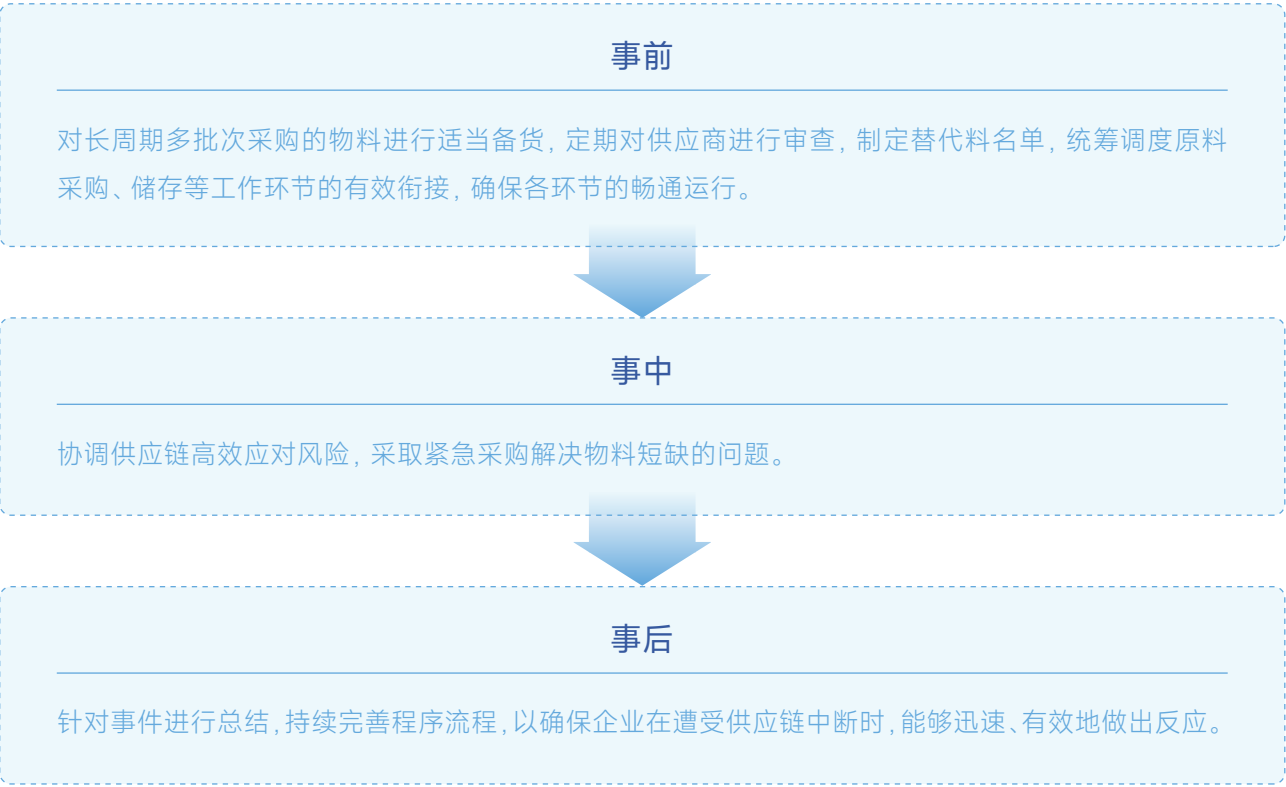 事前
对长周期多批次采购的物料进行适当备货，定期对供应商进行审查，制定替代料名单，统筹调度原料
采购、储存等工作环节的有效衔接，确保各环节的畅通运行。
事中
协调供应链高效应对风险，采取紧急采购解决物料短缺的问题。
事后
针对事件进行总结，持续完善程序流程，以确保企业在遭受供应链中断时，能够迅速、有效地做出反应。